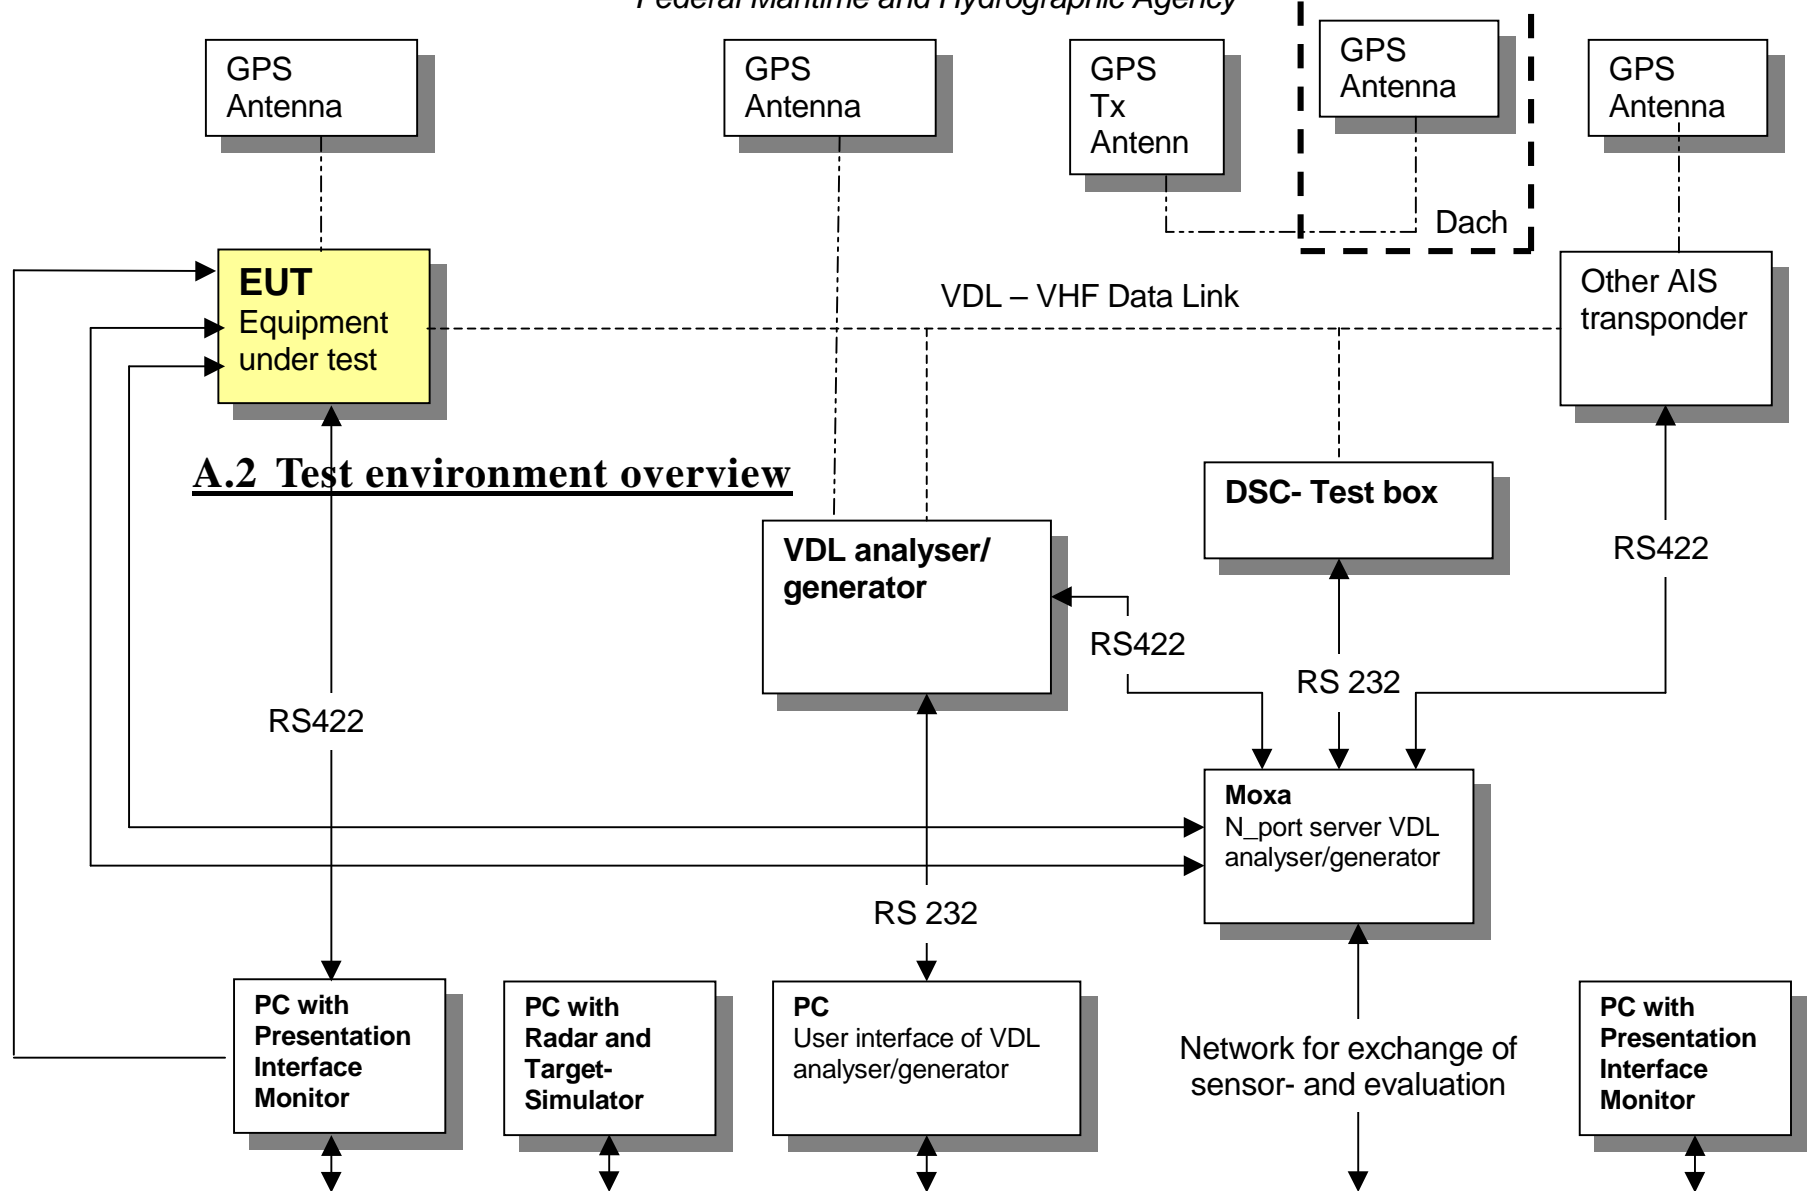 Federal Maritime and Hydrographic Agency
GPS
Antenna
GPS
Antenna
GPS
Tx
Antenn
GPS
Antenna
GPS
Antenna
Dach
EUT
Equipment
under test
VDL – VHF Data Link
Other AIS
transponder
A.2 Test environment overview
DSC- Test box
VDL analyser/
generator
RS422
RS422
RS 232
RS422
Moxa
N_port server VDL
analyser/generator
RS 232
PC with
Presentation
Interface
Monitor
PC with
Radar and
Target-
Simulator
PC
User interface of VDL
analyser/generator
Network for exchange of
sensor- and evaluation
PC with
Presentation
Interface
Monitor